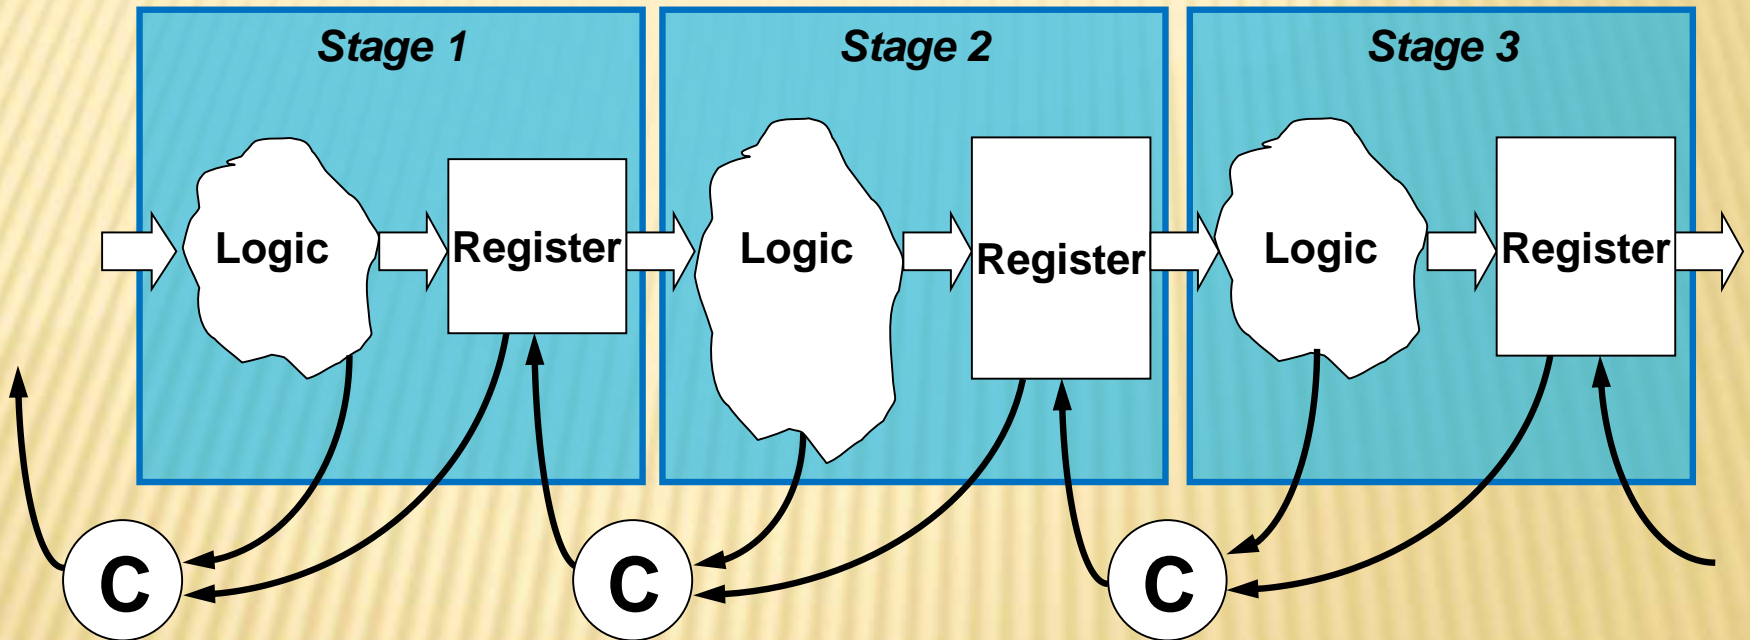 Stage 1
Stage 2
Stage 3
Logic
Register
Logic
Register
Logic
Register
C
C
C